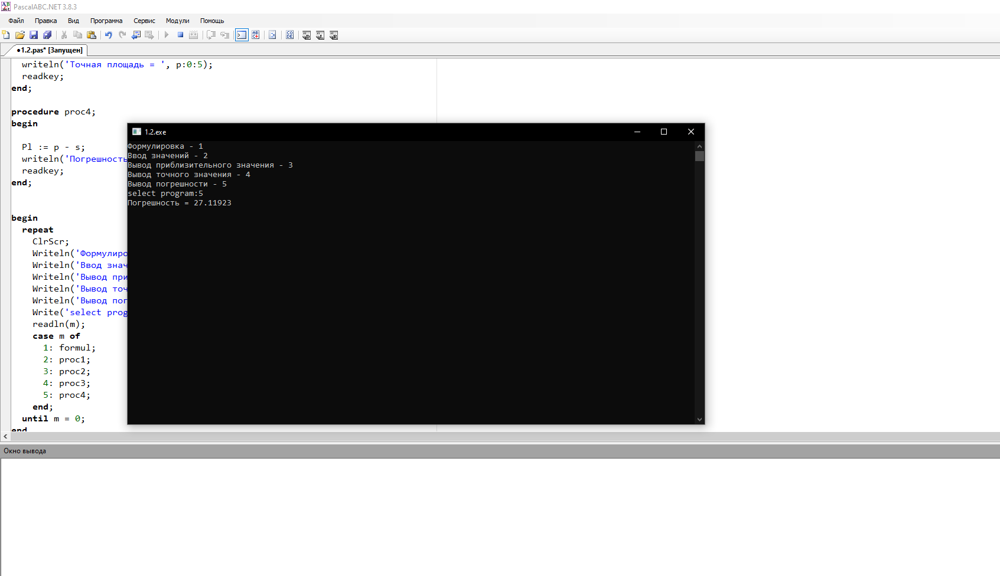 PascalABC.NET 3.8.3
Файл Правка Вид Программа Сервис Модули Помощь
●1.2.pas* [Запущен]
writeln('Точная площадь = ', p:0:5);
readkey;
end;
procedure proc4;
begin
Pl := p - s;
writeln('Погрешность
readkey;
end;
begin
repeat
ClrScr;
Writeln('Формулиро
Writeln('Ввод знач
Writeln('Вывод при
Writeln('Вывод точ
Writeln('Вывод пог
Write('select prog
readln(m);
case m of
1: formul;
2: proc1;
3: proc2;
4: proc3;
5: proc4;
end;
until m = 0;
end
1.2.exe
Формулировка - 1
Ввод значений - 2
Вывод приблизительного значения - 3
Вывод точного значения - 4
Вывод погрешности - 5
select program:5
Погрешность = 27.11923
Окно вывода